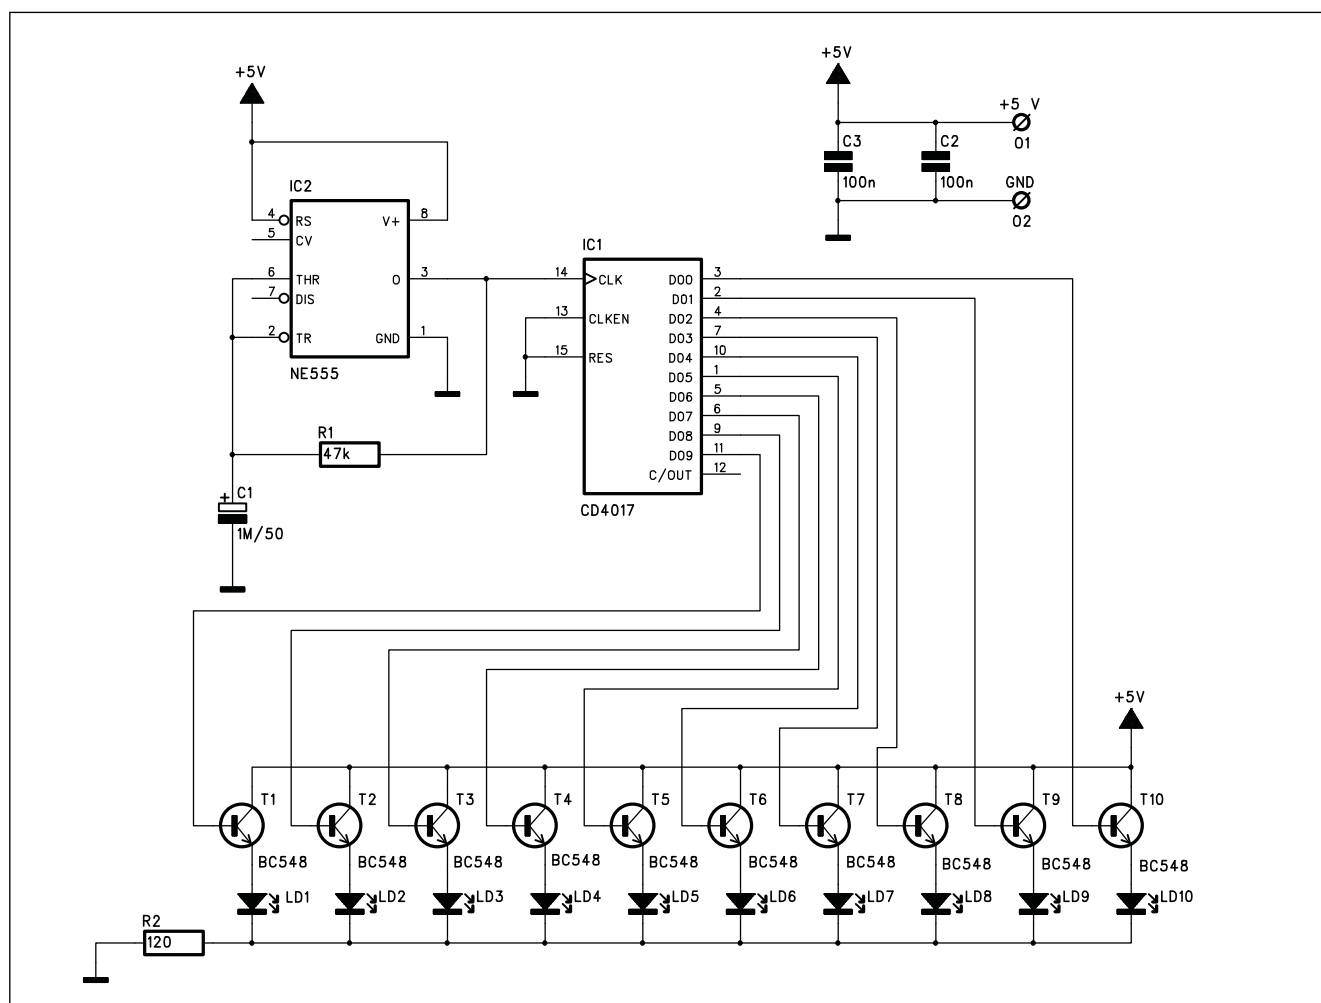 +5V
+5V
+5 V
O1
C3
C2
100n
100n
GND
O2
IC2
4
RS
V+
8
5
CV
6
THR
O
3
7
DIS
2
TR
GND
1
NE555
IC1
14
CLK
DO0
3
DO1
2
13
CLKEN
DO2
4
DO3
7
15
RES
DO4
10
DO5
1
DO6
5
DO7
6
DO8
9
DO9
11
C/OUT
12
CD4017
R1
47k
+
C1
1M/50
+5V
T1
T2
T3
T4
T5
T6
T7
T8
T9
T10
BC548
BC548
BC548
BC548
BC548
BC548
BC548
BC548
BC548
BC548
LD1
LD2
LD3
LD4
LD5
LD6
LD7
LD8
LD9
LD10
R2
120